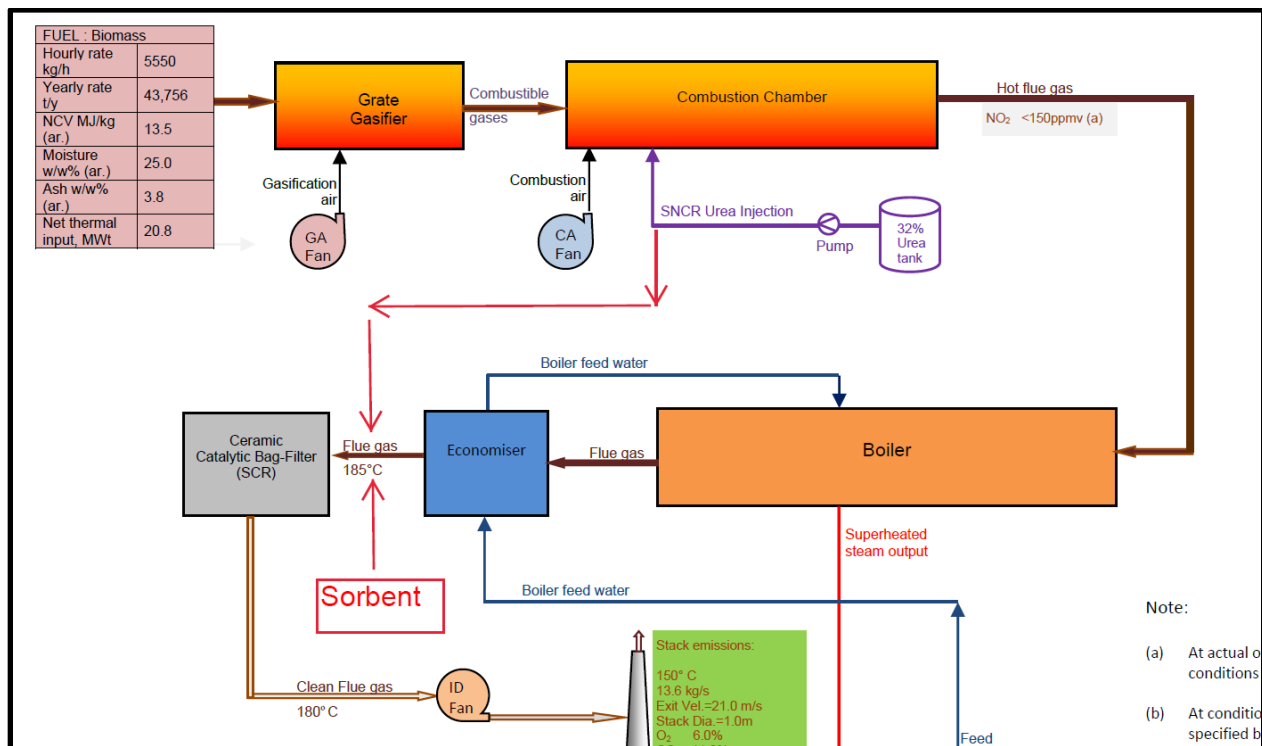 FUEL : Biomass
Hourly rate kg/h 5550
Yearly rate t/y 43,756
NCV MJ/kg (ar.) 13.5
Moisture w/w% (ar.) 25.0
Ash w/w% (ar.) 3.8
Net thermal input, MWt 20.8
Grate
Gasifier
Combustible
gases
Combustion Chamber
Hot flue gas
NO₂ <150ppmv (a)
Gasification
air
GA
Fan
Combustion
air
CA
Fan
SNCR Urea Injection
Pump
32%
Urea
tank
Boiler feed water
Ceramic
Catalytic Bag-Filter
(SCR)
Flue gas
185°C
Economiser
Flue gas
Boiler
Superheated
steam output
Sorbent
Boiler feed water
Clean Flue gas
180°C
ID
Fan
Stack emissions:
150° C
13.6 kg/s
Exit Vel.=21.0 m/s
Stack Dia.=1.0m
O₂ 6.0%
Feed
Note:
(a) At actual o
conditions
(b) At conditio
specified b